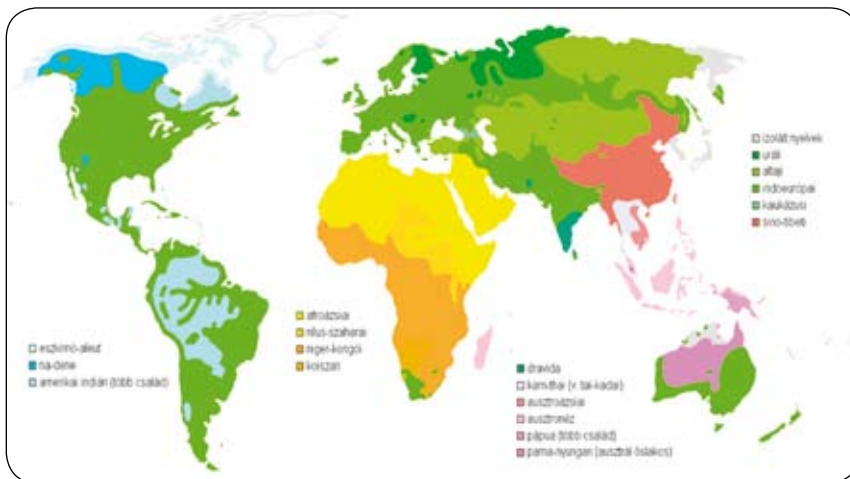 izolált nyelvek
uráli
altaji
indoeurópai
kaukázusi
sino-tibeti
eszkimó-aleut
na-dene
amerikai indián (több család)
afroázsiai
nílus-szaharai
niger-kongói
koiszan
dravida
kam-thai (v. tai-kadai)
ausztroázsiai
ausztronéz
pápua (több család)
pama-nyungan (ausztrál őslakos)